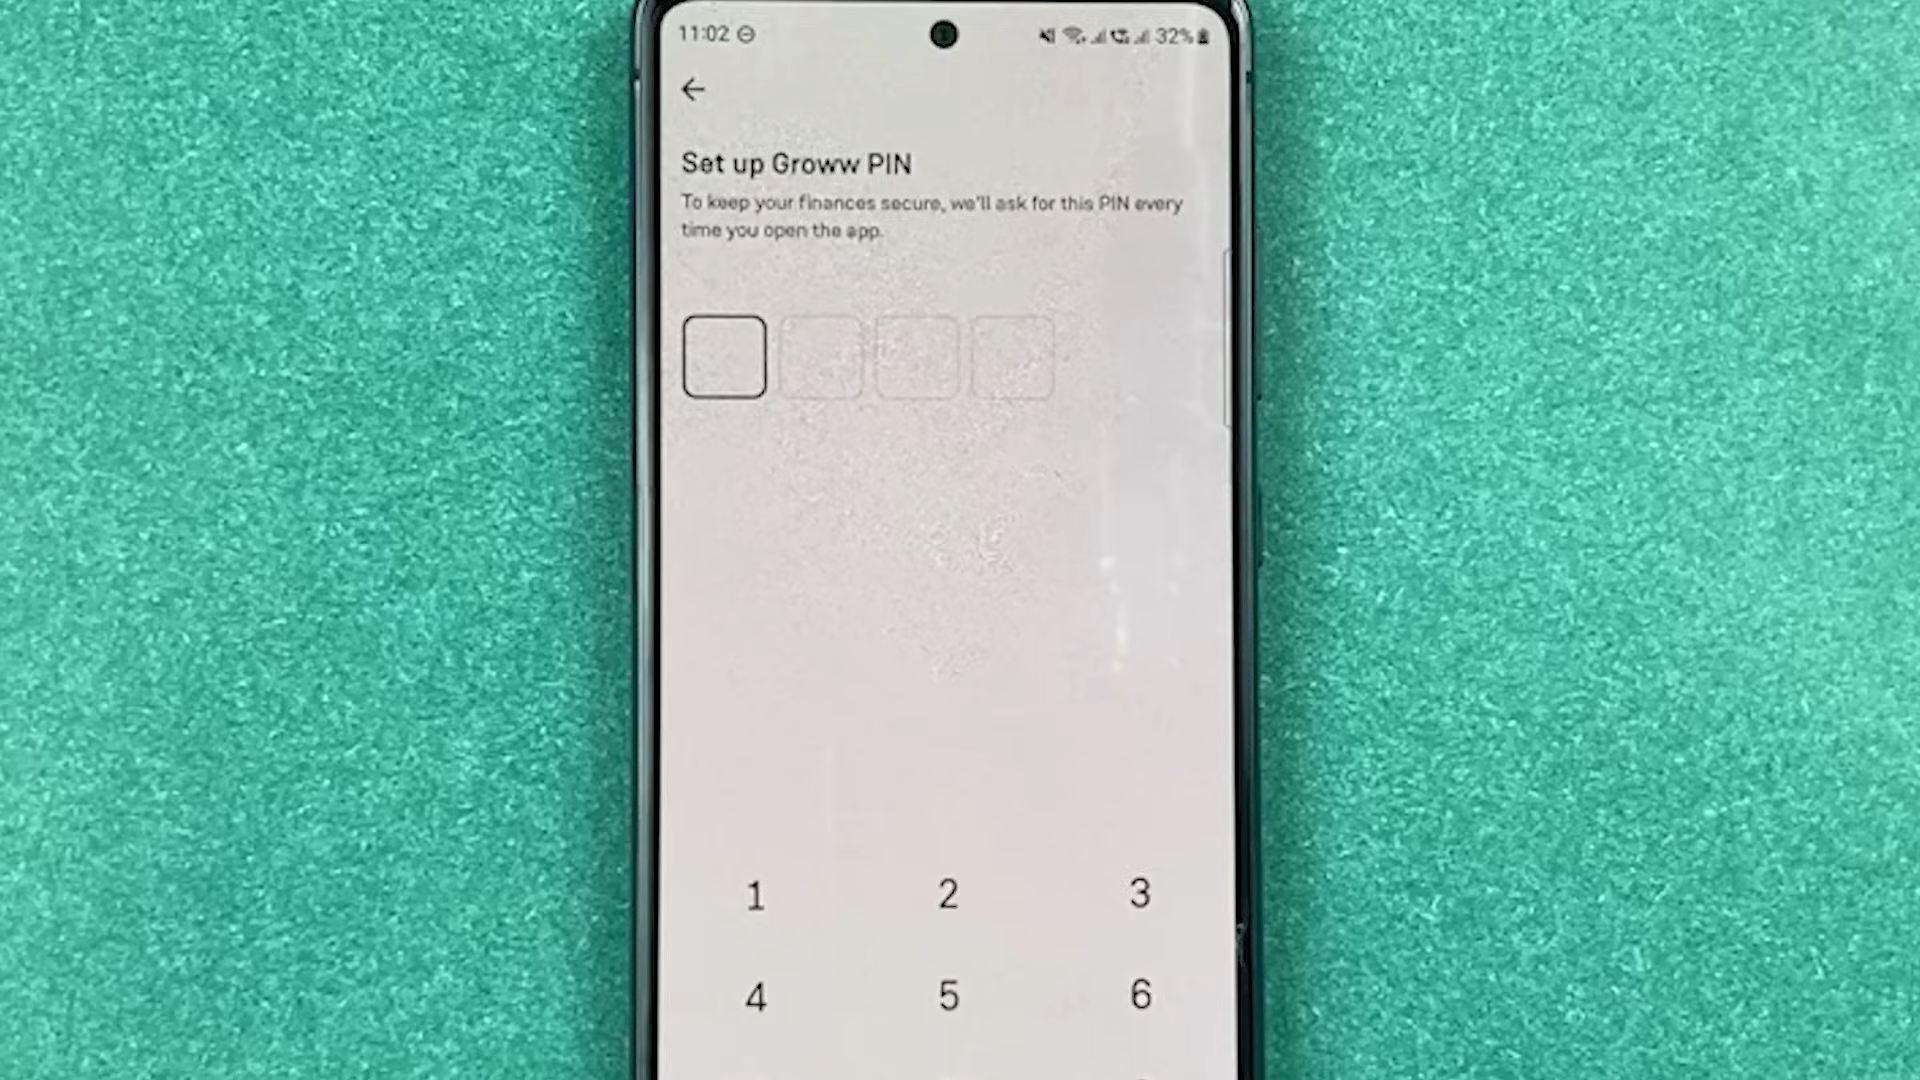 11:02 32%
Set up Groww PIN
To keep your finances secure, we'll ask for this PIN every
time you open the app.
1 2 3
4 5 6